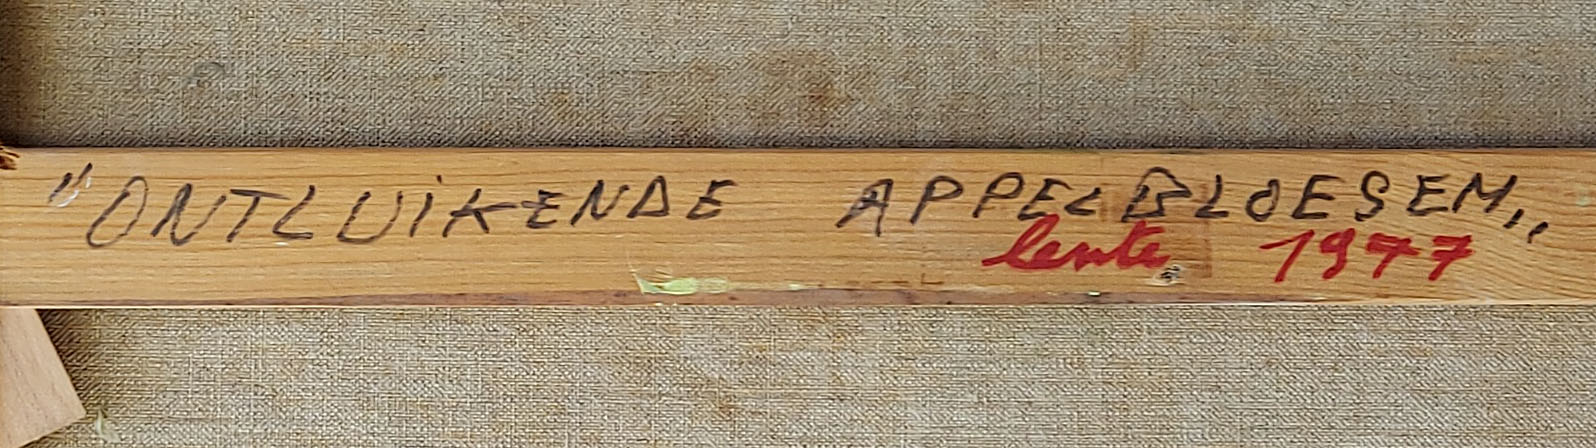 "ONTLUiKENDE APPELBLOESEM„
lente 1977